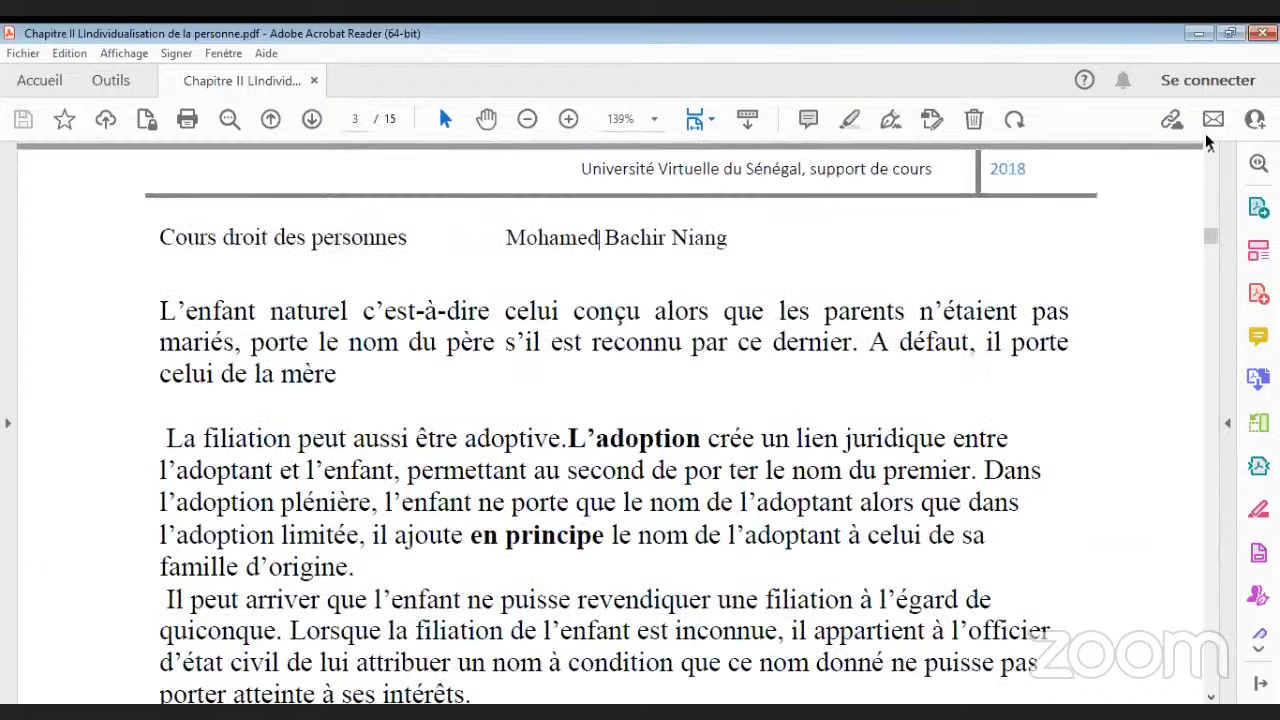 Chapitre II LIndividualisation de la personne.pdf - Adobe Acrobat Reader (64-bit)
Fichier Edition Affichage Signer Fenêtre Aide
Accueil Outils Chapitre II LIndivid... × Se connecter
3 / 15 139%
Université Virtuelle du Sénégal, support de cours 2018
Cours droit des personnes Mohamed Bachir Niang
L’enfant naturel c’est-à-dire celui conçu alors que les parents n’étaient pas
mariés, porte le nom du père s’il est reconnu par ce dernier. A défaut, il porte
celui de la mère
La filiation peut aussi être adoptive.L’adoption crée un lien juridique entre
l’adoptant et l’enfant, permettant au second de por ter le nom du premier. Dans
l’adoption plénière, l’enfant ne porte que le nom de l’adoptant alors que dans
l’adoption limitée, il ajoute en principe le nom de l’adoptant à celui de sa
famille d’origine.
Il peut arriver que l’enfant ne puisse revendiquer une filiation à l’égard de
quiconque. Lorsque la filiation de l’enfant est inconnue, il appartient à l’officier
d’état civil de lui attribuer un nom à condition que ce nom donné ne puisse pas
porter atteinte à ses intérêts.
zoom